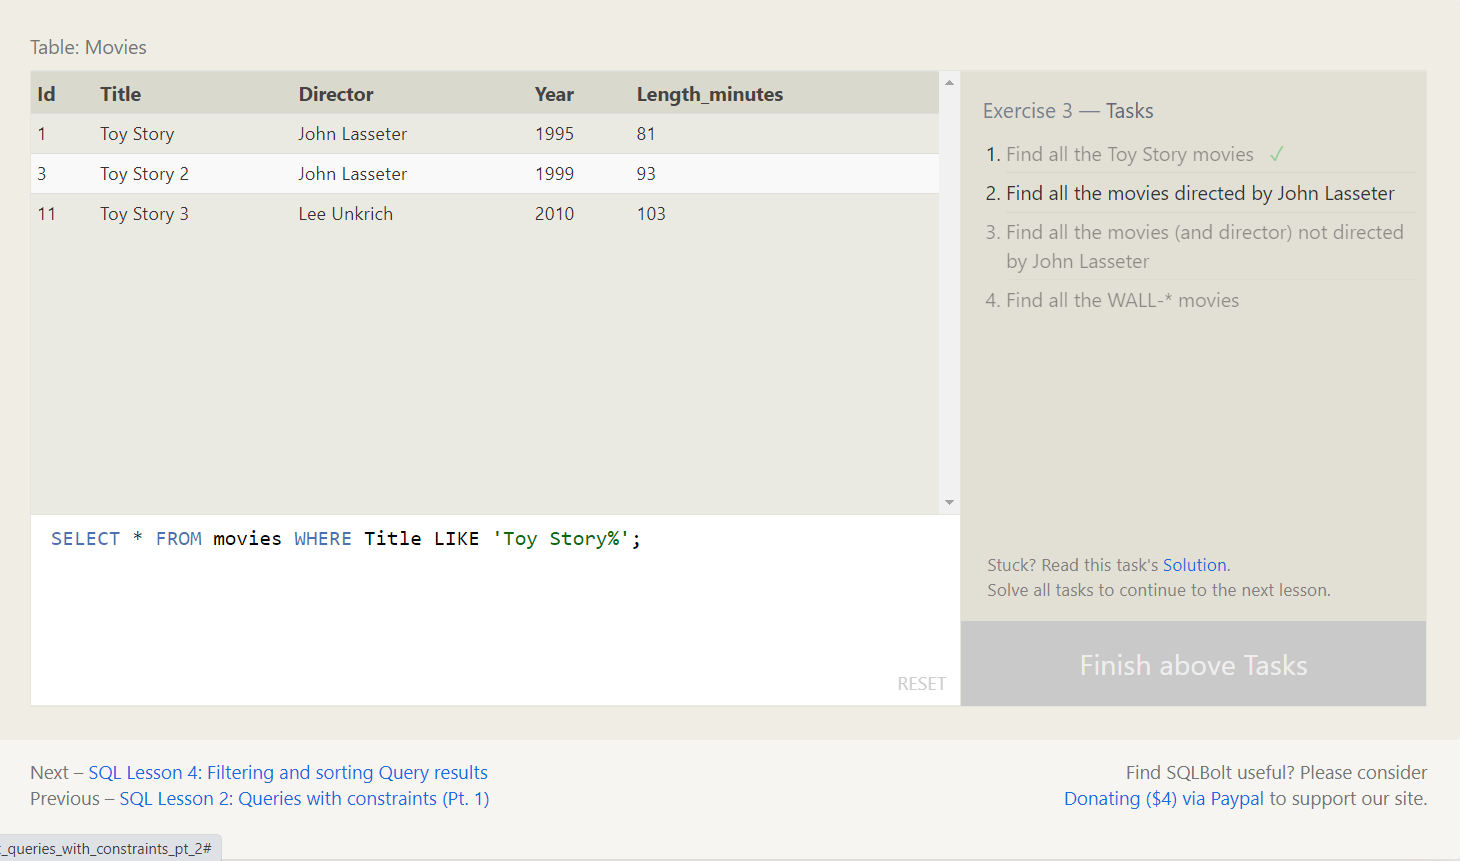 Table: Movies
Id Title Director Year Length_minutes
1 Toy Story John Lasseter 1995 81
3 Toy Story 2 John Lasseter 1999 93
11 Toy Story 3 Lee Unkrich 2010 103
SELECT * FROM movies WHERE Title LIKE 'Toy Story%';
RESET
Exercise 3 — Tasks
1. Find all the Toy Story movies ✓
2. Find all the movies directed by John Lasseter
3. Find all the movies (and director) not directed
by John Lasseter
4. Find all the WALL-* movies
Stuck? Read this task's Solution.
Solve all tasks to continue to the next lesson.
Finish above Tasks
Next – SQL Lesson 4: Filtering and sorting Query results
Previous – SQL Lesson 2: Queries with constraints (Pt. 1)
Find SQLBolt useful? Please consider
Donating ($4) via Paypal to support our site.
_queries_with_constraints_pt_2#